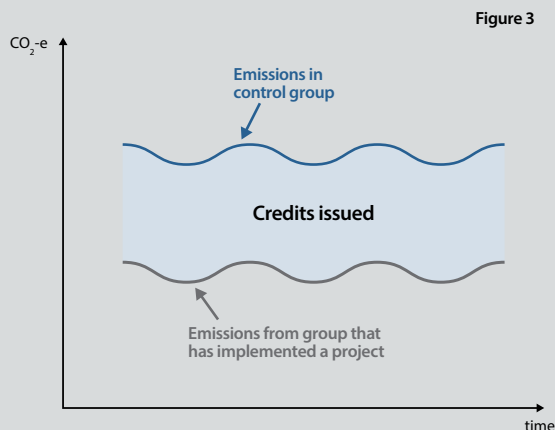 Figure 3
CO₂-e
Emissions in
control group
Credits issued
Emissions from group that
has implemented a project
time